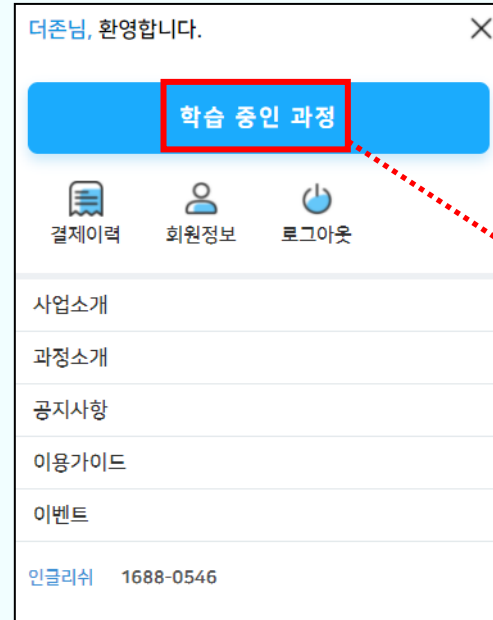 더존님, 환영합니다.
학습 중인 과정
결제이력 회원정보 로그아웃
사업소개
과정소개
공지사항
이용가이드
이벤트
인글리쉬 1688-0546